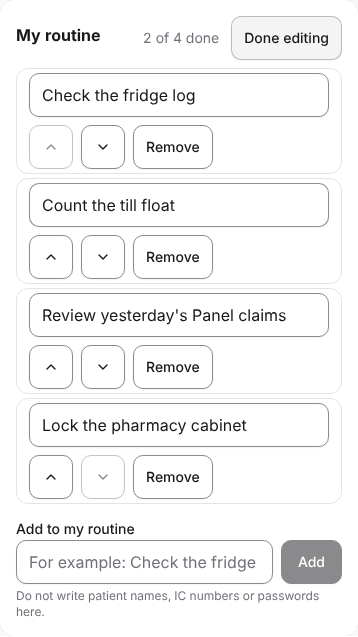 My routine 2 of 4 done Done editing
Check the fridge log
Remove
Count the till float
Remove
Review yesterday's Panel claims
Remove
Lock the pharmacy cabinet
Remove
Add to my routine
For example: Check the fridge Add
Do not write patient names, IC numbers or passwords
here.